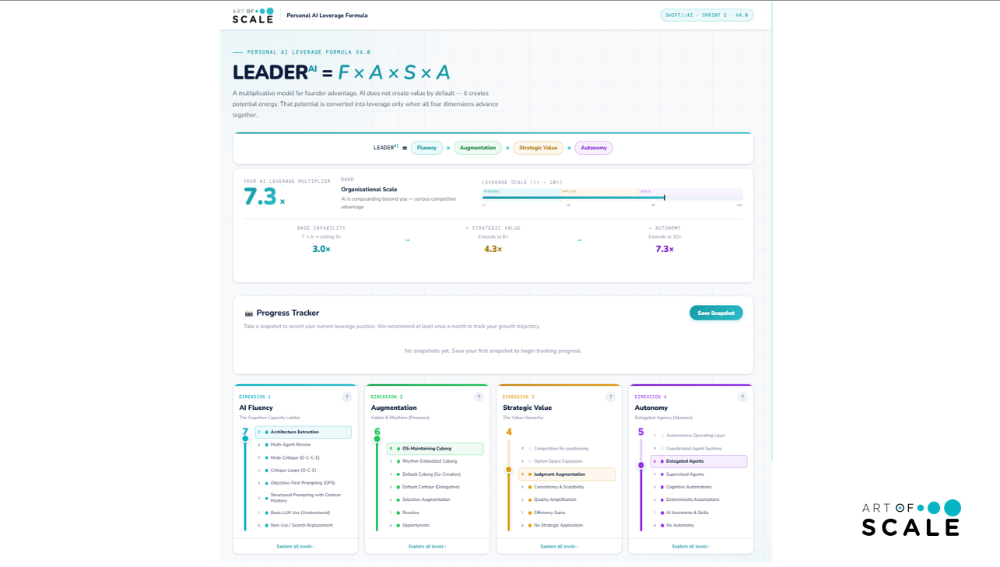 ART OF
SCALE
Personal AI Leverage Formula
SHIFT//AI · SPRINT 2 · V4.0
PERSONAL AI LEVERAGE FORMULA V4.0
LEADER^AI = F × A × S × A
A multiplicative model for founder advantage. AI does not create value by default — it creates
potential energy. That potential is converted into leverage only when all four dimensions advance
together.
LEADER^AI = Fluency × Augmentation × Strategic Value × Autonomy
YOUR AI LEVERAGE MULTIPLIER
7.3 ×
BAND
Organisational Scale
AI is compounding beyond you — serious competitive
advantage
LEVERAGE SCALE (1× – 10×)
PERSONAL
APPLIED
SCALE
1×
10×
BASE CAPABILITY
F × A → ceiling 3×
3.0×
→
+ STRATEGIC VALUE
Extends to 6×
4.3×
→
+ AUTONOMY
Extends to 10×
7.3×
Progress Tracker
Save Snapshot
Take a snapshot to record your current leverage position. We recommend at least once a month to track your growth trajectory.
No snapshots yet. Save your first snapshot to begin tracking progress.
DIMENSION 1
?
AI Fluency
The Cognitive Capacity Ladder
7
7 Architecture Extraction
6 Multi-Agent Review
5 Meta-Critique (O-C-C-E)
4 Critique Loops (O-C-E)
3 Objective-First Prompting (OPS)
2 Structured Prompting with Context
Mastery
1 Basic LLM Use (Unstructured)
0 Non-Use / Search Replacement
Explore all levels ›
DIMENSION 2
?
Augmentation
Habits & Rhythms (Presence)
6
6 OS-Maintaining Cyborg
5 Rhythm-Embedded Cyborg
4 Default Cyborg (Co-Creative)
3 Default Centaur (Delegative)
2 Selective Augmentation
1 Reactive
0 Opportunistic
Explore all levels ›
DIMENSION 3
?
Strategic Value
The Value Hierarchy
4
6 Competitive Re-positioning
5 Option Space Expansion
4 Judgment Augmentation
3 Consistency & Scalability
2 Quality Amplification
1 Efficiency Gains
0 No Strategic Application
Explore all levels ›
DIMENSION 4
?
Autonomy
Delegated Agency (Absence)
5
7 Autonomous Operating Layer
6 Coordinated Agent Systems
5 Delegated Agents
4 Supervised Agents
3 Cognitive Automations
2 Deterministic Automations
1 AI Assistants & Skills
0 No Autonomy
Explore all levels ›
ART OF
SCALE